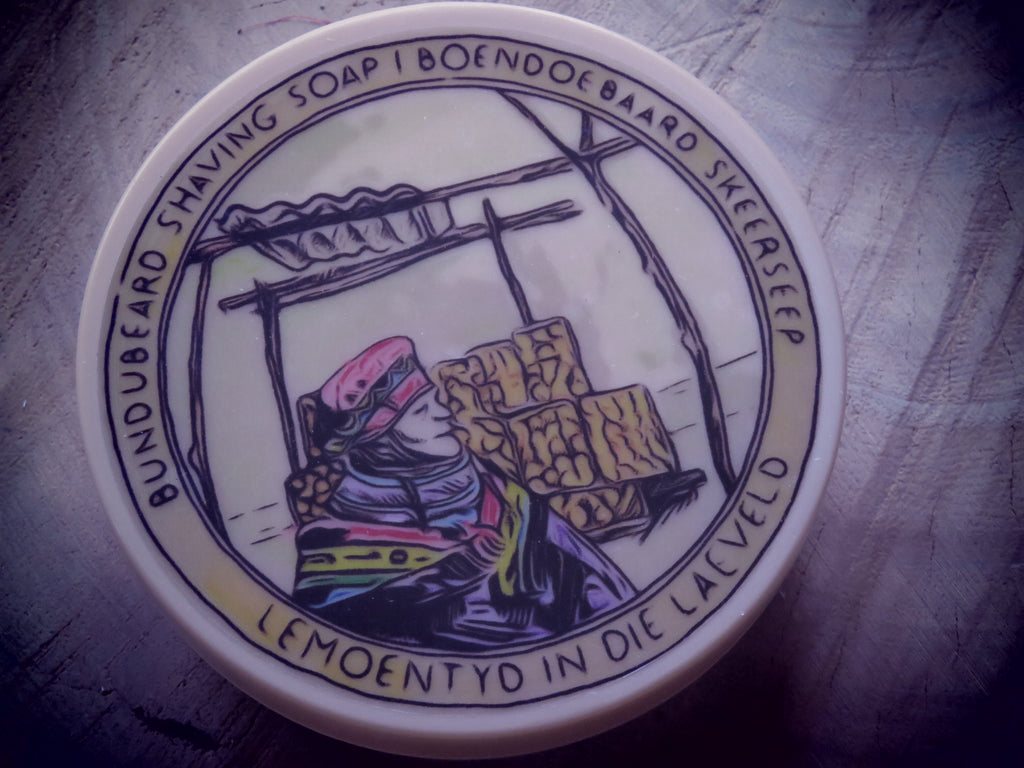 BUNDUBEARD SHAVING SOAP | BOENDOEBAARD SKEERSEEP
LEMOENTYD IN DIE LAEVELD